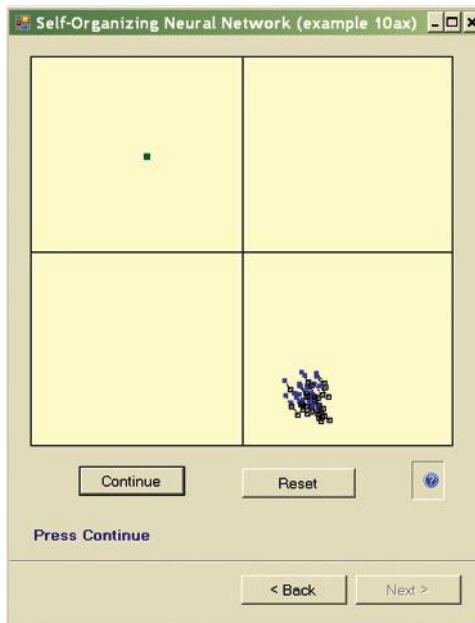 Self-Organizing Neural Network (example 10ax)
Continue
Reset
Press Continue
< Back
Next >